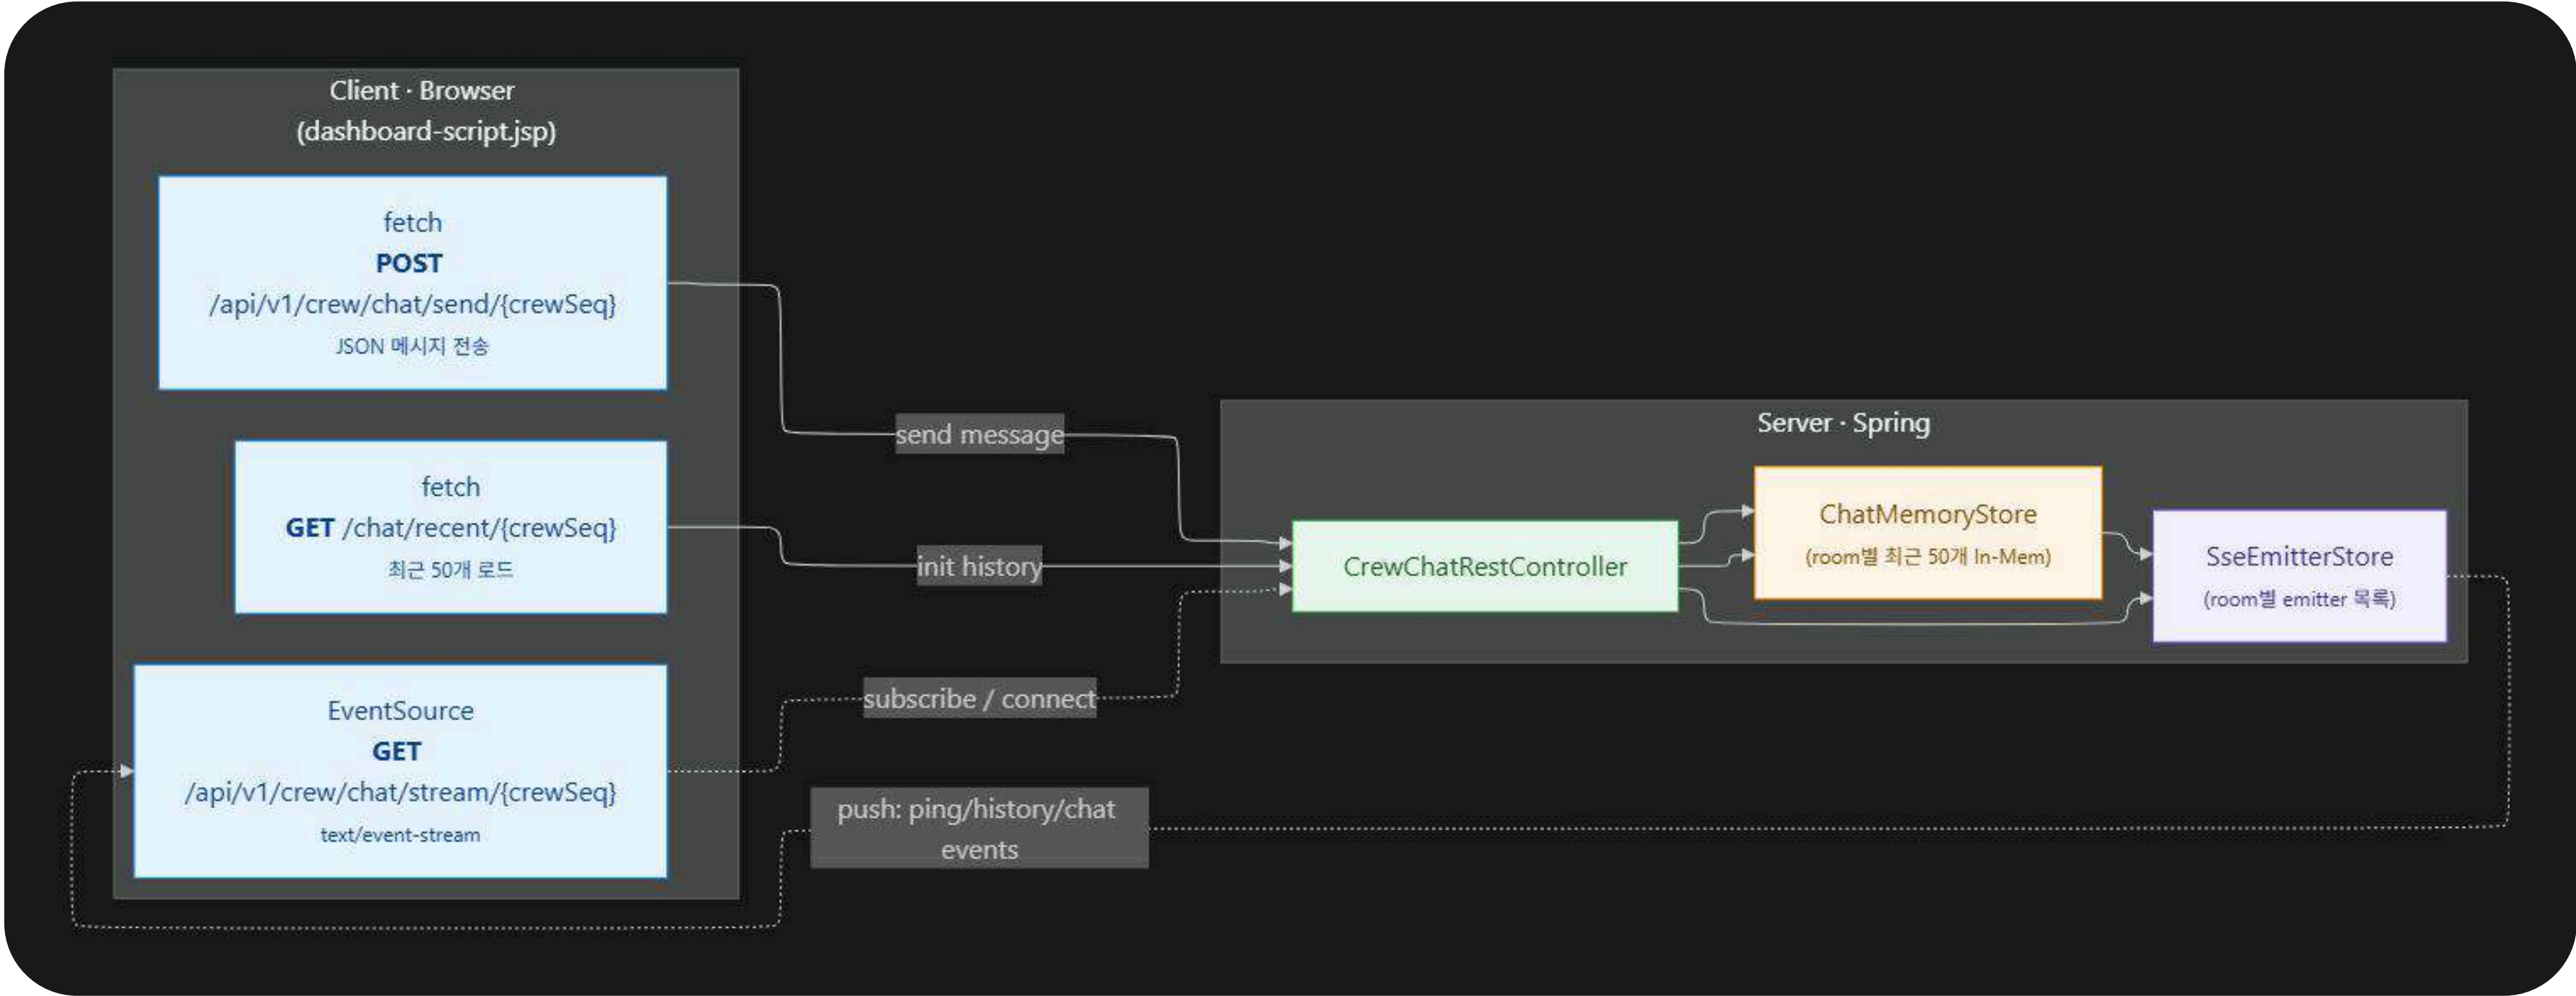 Client · Browser
(dashboard-script.jsp)
fetch
POST
/api/v1/crew/chat/send/{crewSeq}
JSON 메시지 전송
fetch
GET /chat/recent/{crewSeq}
최근 50개 로드
EventSource
GET
/api/v1/crew/chat/stream/{crewSeq}
text/event-stream
send message
init history
subscribe / connect
push: ping/history/chat
events
Server · Spring
CrewChatRestController
ChatMemoryStore
(room별 최근 50개 In-Mem)
SseEmitterStore
(room별 emitter 목록)